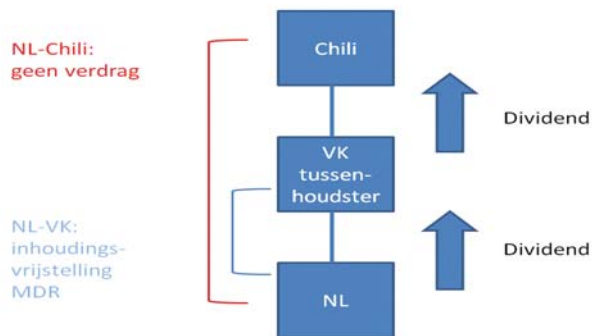 NL-Chili:
geen verdrag
Chili
Dividend
VK
tussen-
houdster
NL-VK:
inhoudings-
vrijstelling
MDR
Dividend
NL